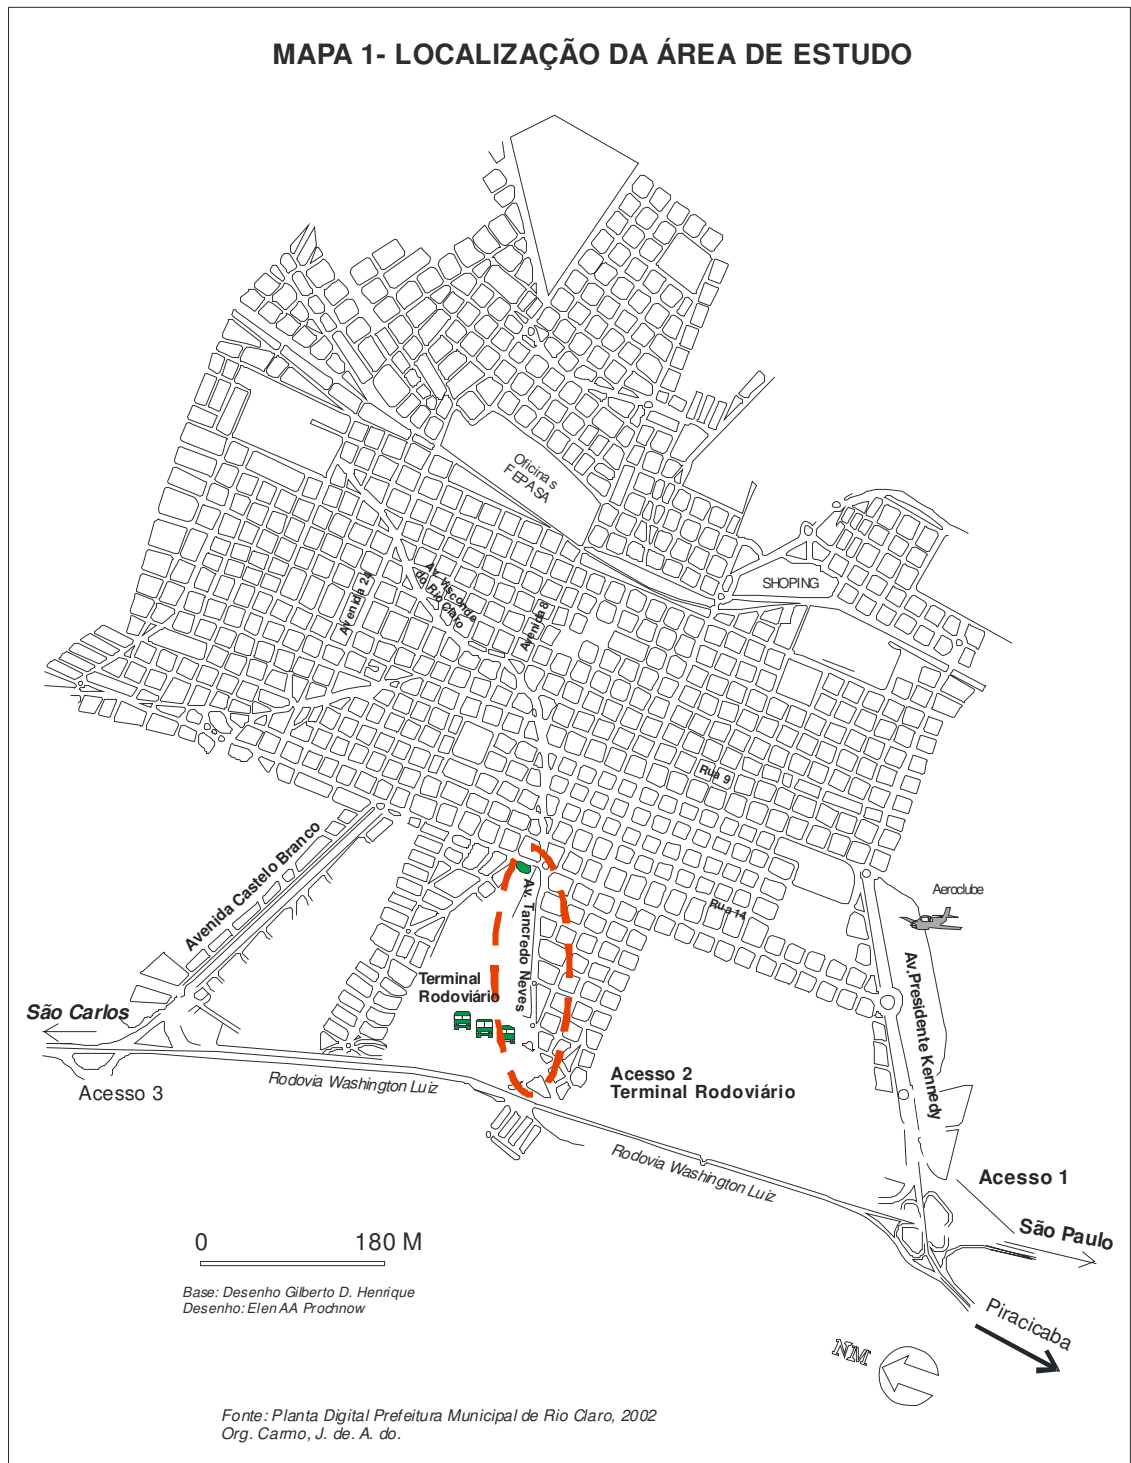 MAPA 1- LOCALIZAÇÃO DA ÁREA DE ESTUDO
Oficinas
FEPASA
SHOPING
Avenida 24
Av. Visconde
do Rio Claro
Avenida 8
Rua 9
Rua 14
Aeroclube
Avenida Castelo Branco
Av. Tancredo Neves
Av.Presidente Kennedy
Terminal
Rodoviário
São Carlos
Acesso 3
Rodovia Washington Luiz
Acesso 2
Terminal Rodoviário
Rodovia Washington Luiz
Acesso 1
São Paulo
Piracicaba
0 180 M
Base: Desenho Gilberto D. Henrique
Desenho: Elen AA Prochnow
NM
Fonte: Planta Digital Prefeitura Municipal de Rio Claro, 2002
Org. Carmo, J. de. A. do.